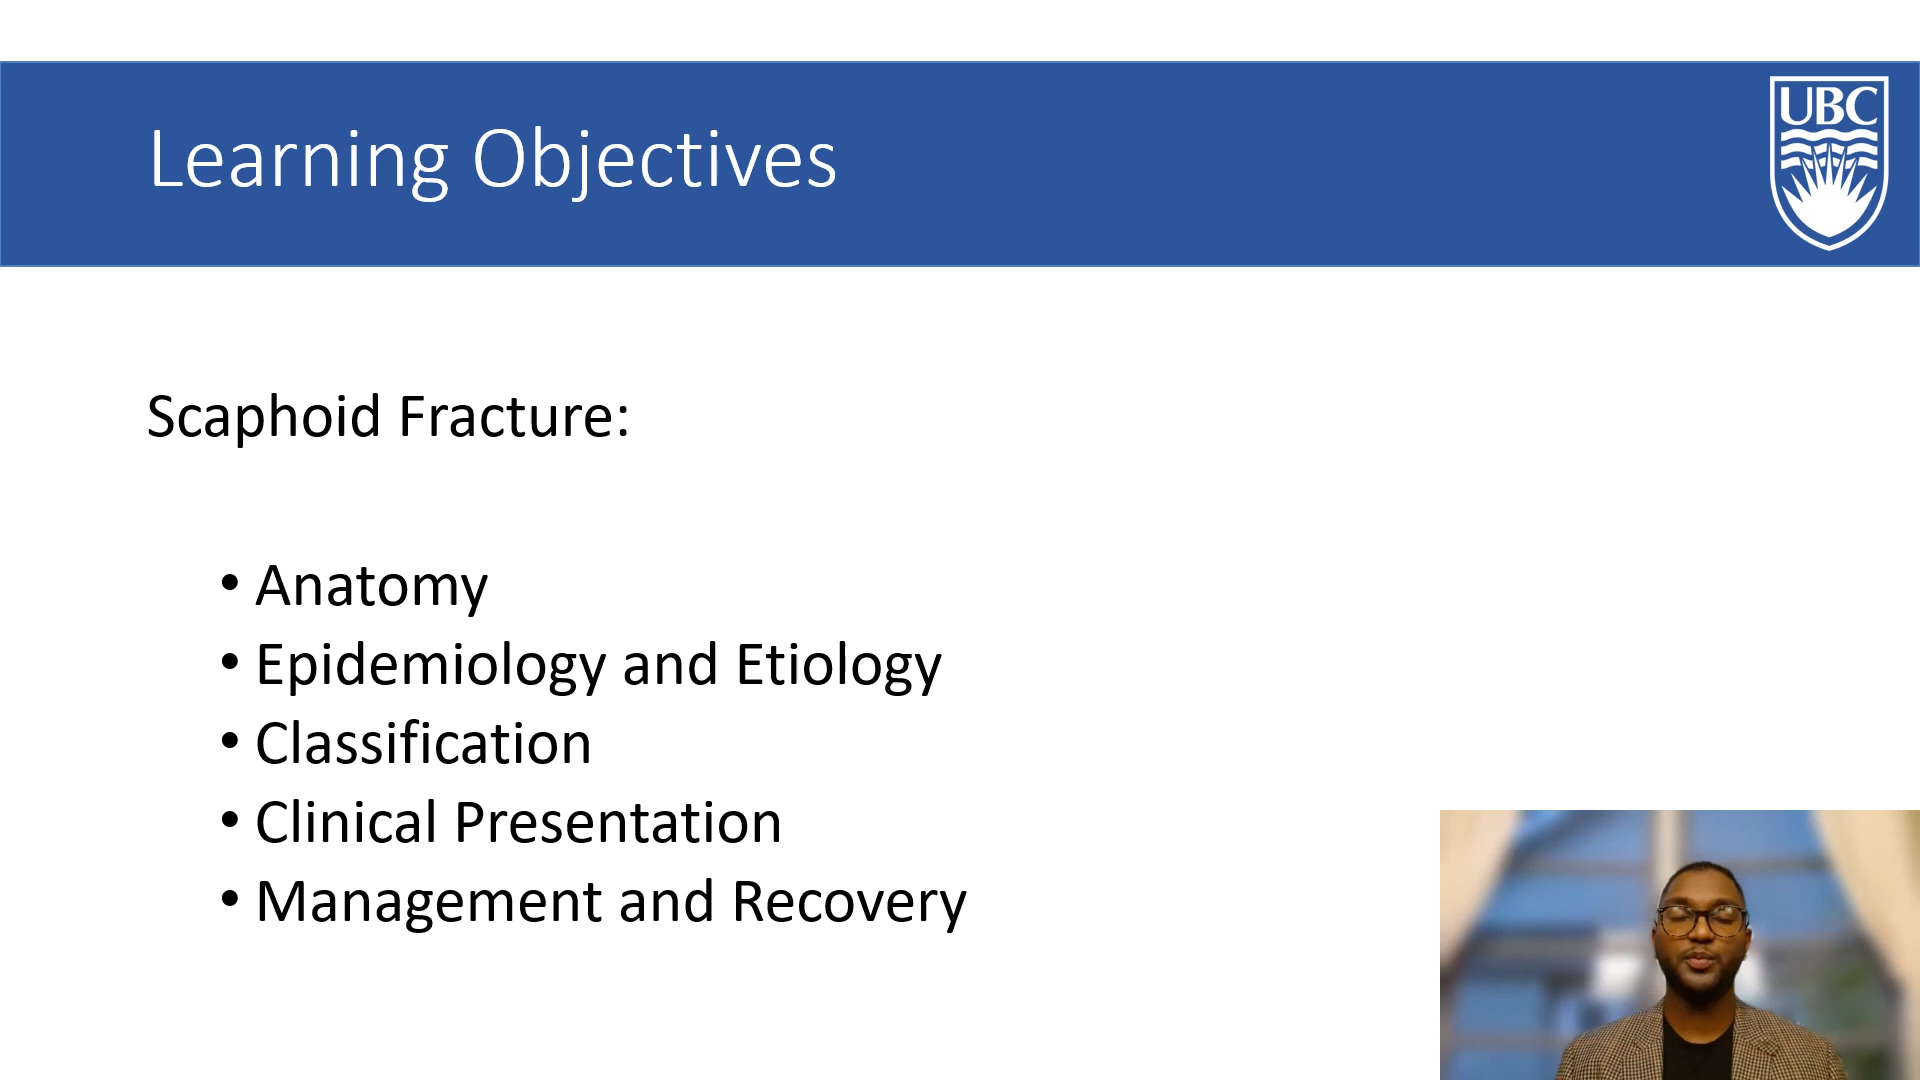 Learning Objectives
UBC
Scaphoid Fracture:
• Anatomy
• Epidemiology and Etiology
• Classification
• Clinical Presentation
• Management and Recovery